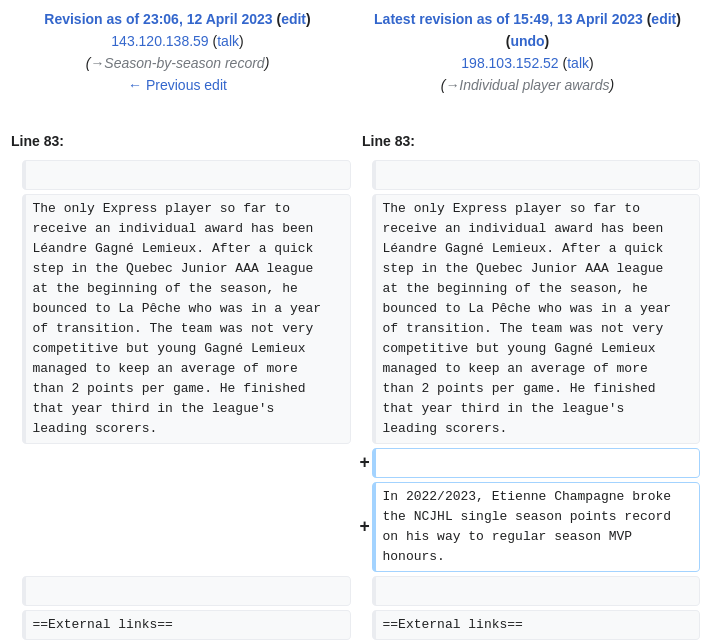 Revision as of 23:06, 12 April 2023 (edit)
143.120.138.59 (talk)
(→Season-by-season record)
← Previous edit
Latest revision as of 15:49, 13 April 2023 (edit)
(undo)
198.103.152.52 (talk)
(→Individual player awards)
Line 83:
Line 83:
The only Express player so far to
receive an individual award has been
Léandre Gagné Lemieux. After a quick
step in the Quebec Junior AAA league
at the beginning of the season, he
bounced to La Pêche who was in a year
of transition. The team was not very
competitive but young Gagné Lemieux
managed to keep an average of more
than 2 points per game. He finished
that year third in the league's
leading scorers.
The only Express player so far to
receive an individual award has been
Léandre Gagné Lemieux. After a quick
step in the Quebec Junior AAA league
at the beginning of the season, he
bounced to La Pêche who was in a year
of transition. The team was not very
competitive but young Gagné Lemieux
managed to keep an average of more
than 2 points per game. He finished
that year third in the league's
leading scorers.
+
+
In 2022/2023, Etienne Champagne broke
the NCJHL single season points record
on his way to regular season MVP
honours.
==External links==
==External links==